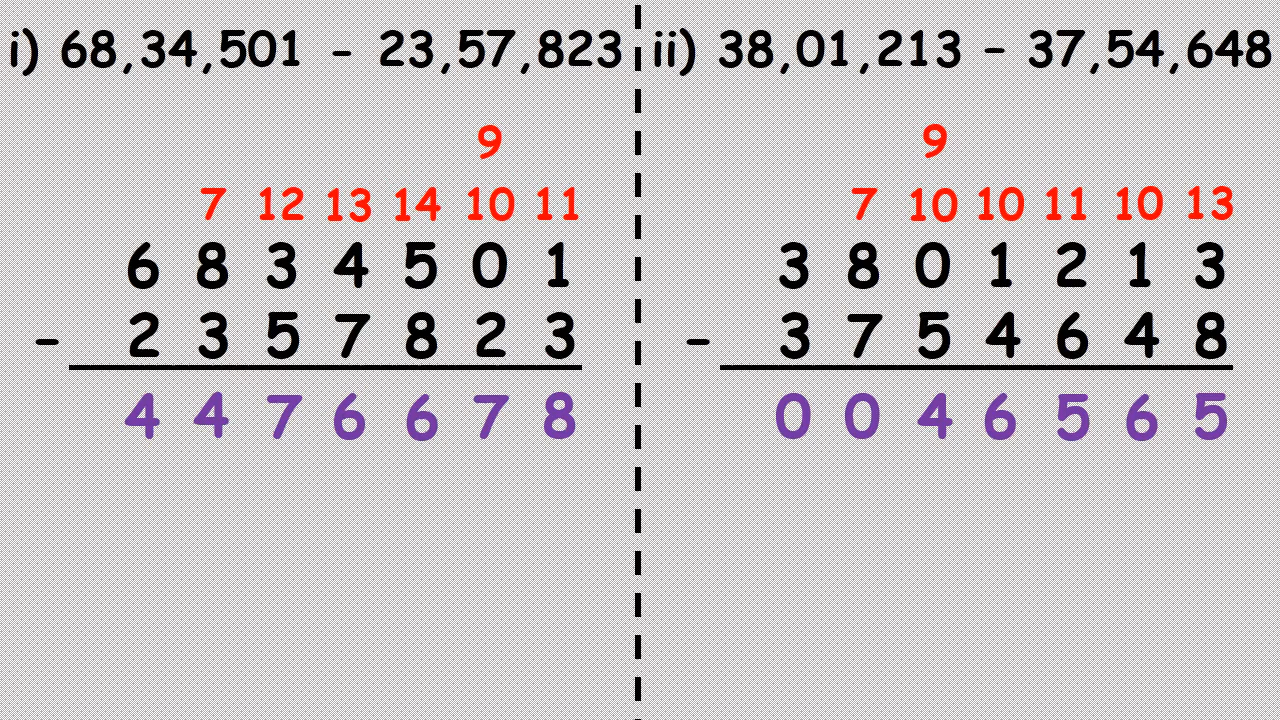 i) 68,34,501 - 23,57,823
9
7 12 13 14 10 11
6 8 3 4 5 0 1
- 2 3 5 7 8 2 3
4 4 7 6 6 7 8
ii) 38,01,213 - 37,54,648
9
7 10 10 11 10 13
3 8 0 1 2 1 3
- 3 7 5 4 6 4 8
0 0 4 6 5 6 5